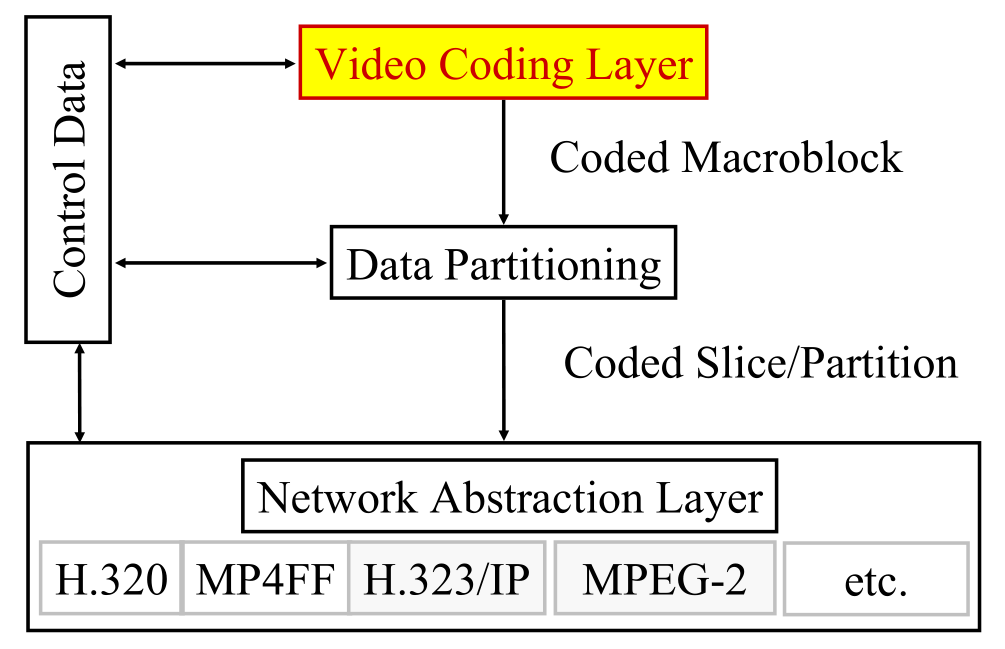 Control Data
Video Coding Layer
Coded Macroblock
Data Partitioning
Coded Slice/Partition
Network Abstraction Layer
H.320
MP4FF
H.323/IP
MPEG-2
etc.